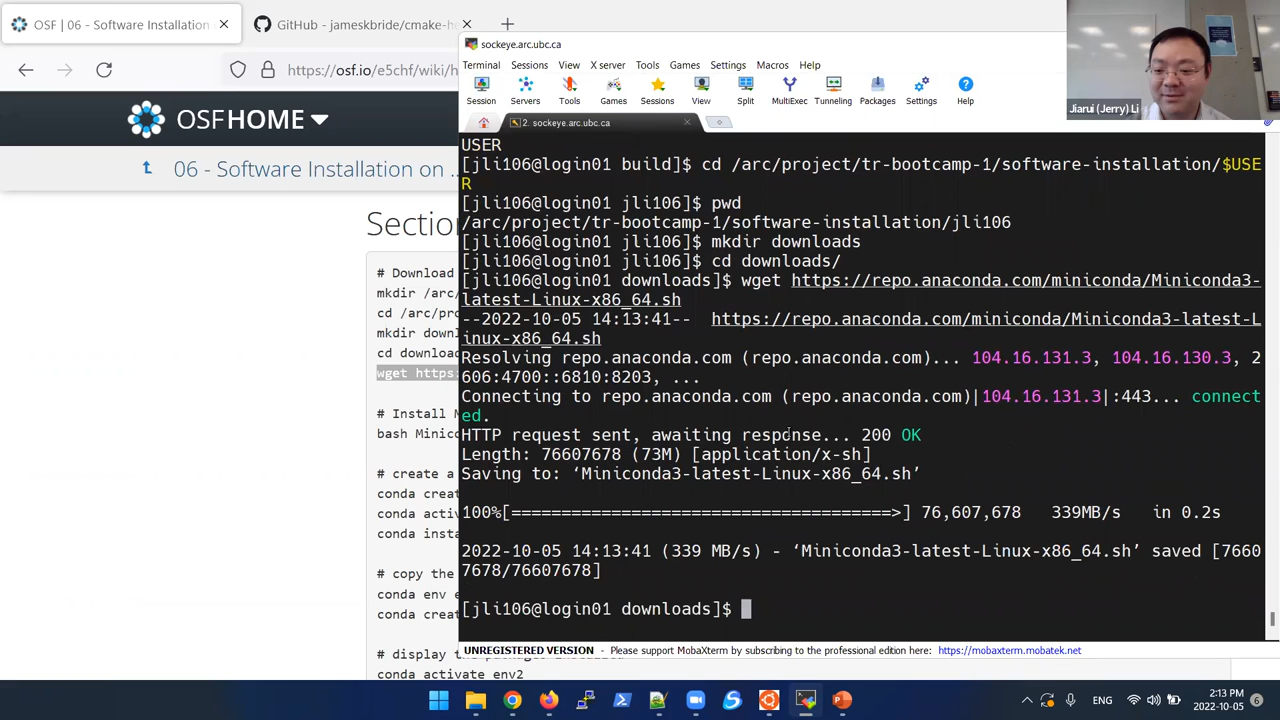 OSF | 06 - Software Installation
GitHub - jameskbride/cmake-he
https://osf.io/e5chf/wiki/h
OSFHOME
06 - Software Installation on ...
Section
# Download
mkdir /arc/
cd /arc/pro
mkdir downl
cd download
wget https:
# Install M
bash Minico
# create a
conda creat
conda activ
conda insta
# copy the
conda env e
conda creat
# display the packages installed
conda activate env2
sockeye.arc.ubc.ca
Terminal Sessions View X server Tools Games Settings Macros Help
Session Servers Tools Games Sessions View Split MultiExec Tunneling Packages Settings Help
2. sockeye.arc.ubc.ca
USER
[jli106@login01 build]$ cd /arc/project/tr-bootcamp-1/software-installation/$USE
R
[jli106@login01 jli106]$ pwd
/arc/project/tr-bootcamp-1/software-installation/jli106
[jli106@login01 jli106]$ mkdir downloads
[jli106@login01 jli106]$ cd downloads/
[jli106@login01 downloads]$ wget https://repo.anaconda.com/miniconda/Miniconda3-
latest-Linux-x86_64.sh
--2022-10-05 14:13:41-- https://repo.anaconda.com/miniconda/Miniconda3-latest-L
inux-x86_64.sh
Resolving repo.anaconda.com (repo.anaconda.com)... 104.16.131.3, 104.16.130.3, 2
606:4700::6810:8203, ...
Connecting to repo.anaconda.com (repo.anaconda.com)|104.16.131.3|:443... connect
ed.
HTTP request sent, awaiting response... 200 OK
Length: 76607678 (73M) [application/x-sh]
Saving to: ‘Miniconda3-latest-Linux-x86_64.sh’
100%[======================================>] 76,607,678 339MB/s in 0.2s
2022-10-05 14:13:41 (339 MB/s) - ‘Miniconda3-latest-Linux-x86_64.sh’ saved [7660
7678/76607678]
[jli106@login01 downloads]$
UNREGISTERED VERSION - Please support MobaXterm by subscribing to the professional edition here: https://mobaxterm.mobatek.net
Jiarui (Jerry) Li
ENG
2:13 PM
2022-10-05
6